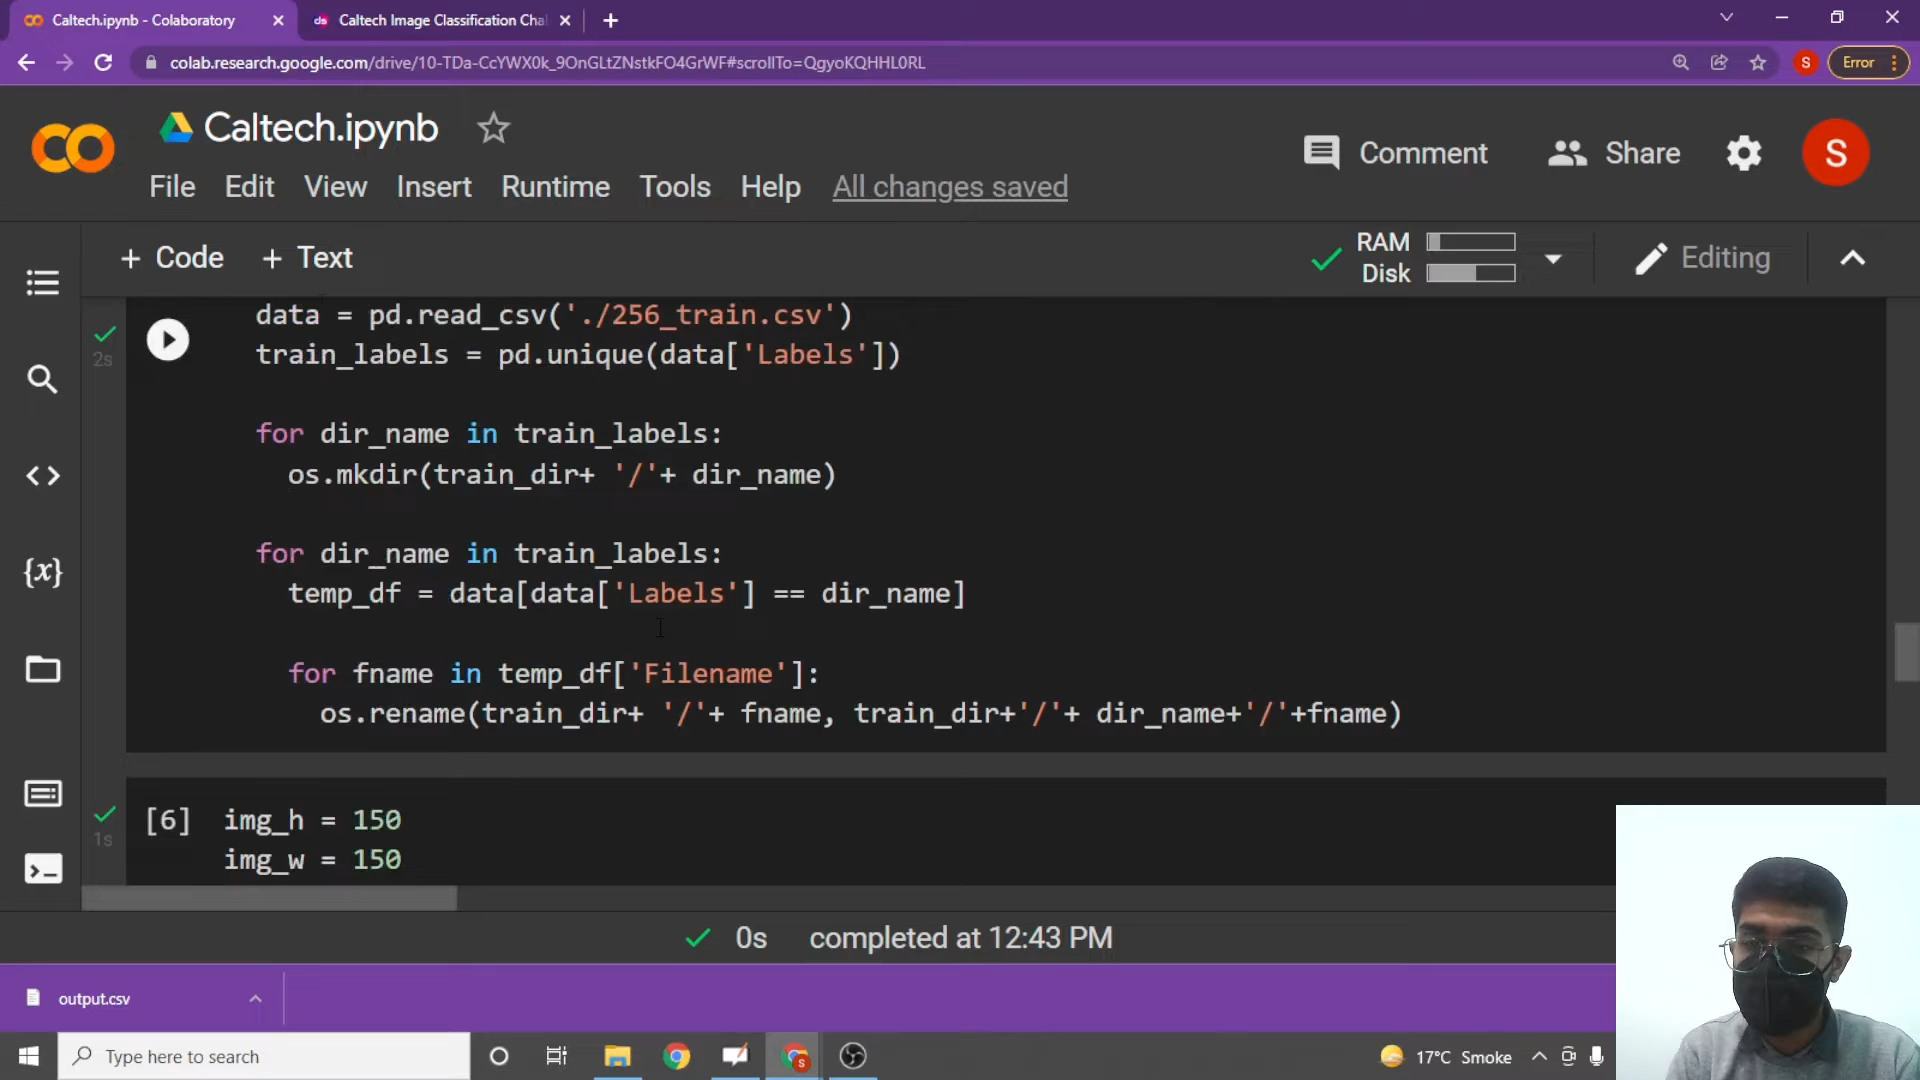 Caltech.ipynb - Colaboratory
ds Caltech Image Classification Cha
colab.research.google.com/drive/10-TDa-CcYWX0k_9OnGLtZNstkFO4GrWF#scrollTo=QgyoKQHHL0RL
S
Error
Caltech.ipynb
Comment
Share
S
File Edit View Insert Runtime Tools Help All changes saved
+ Code + Text
RAM
Disk
Editing
data = pd.read_csv('./256_train.csv')
2s
train_labels = pd.unique(data['Labels'])
for dir_name in train_labels:
os.mkdir(train_dir+ '/'+ dir_name)
for dir_name in train_labels:
temp_df = data[data['Labels'] == dir_name]
{x}
for fname in temp_df['Filename']:
os.rename(train_dir+ '/'+ fname, train_dir+'/'+ dir_name+'/'+fname)
[6] img_h = 150
1s
img_w = 150
0s completed at 12:43 PM
output.csv
Type here to search
S
17°C Smoke